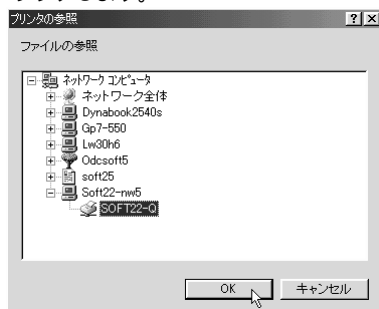 プリンタの参照
ファイルの参照
ネットワーク コンピュータ
ネットワーク全体
Dynabook2540s
Gp7-550
Lw30h6
Odcsoft5
soft25
Soft22-nw5
SOFT22-Q
OK
キャンセル